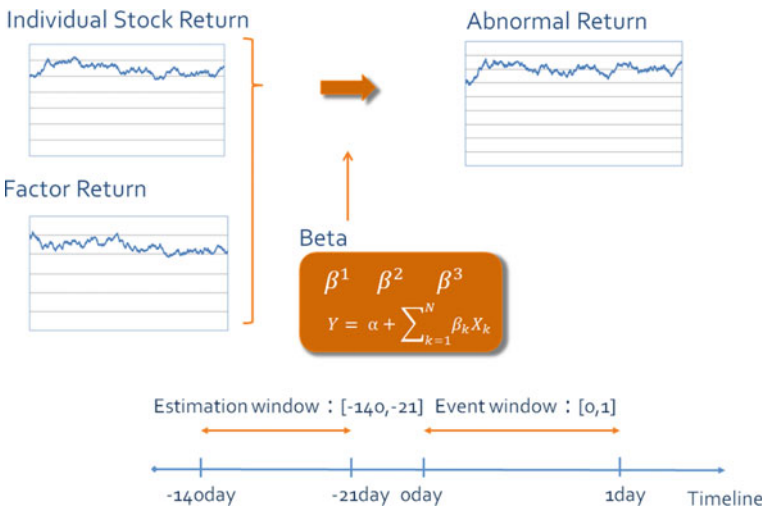 Individual Stock Return
Abnormal Return
Factor Return
Beta
β¹ β² β³
Y = α + ∑ₖ₌₁ᴺ βₖXₖ
Estimation window : [-140,-21] Event window : [0,1]
-140day -21day 0day 1day Timeline